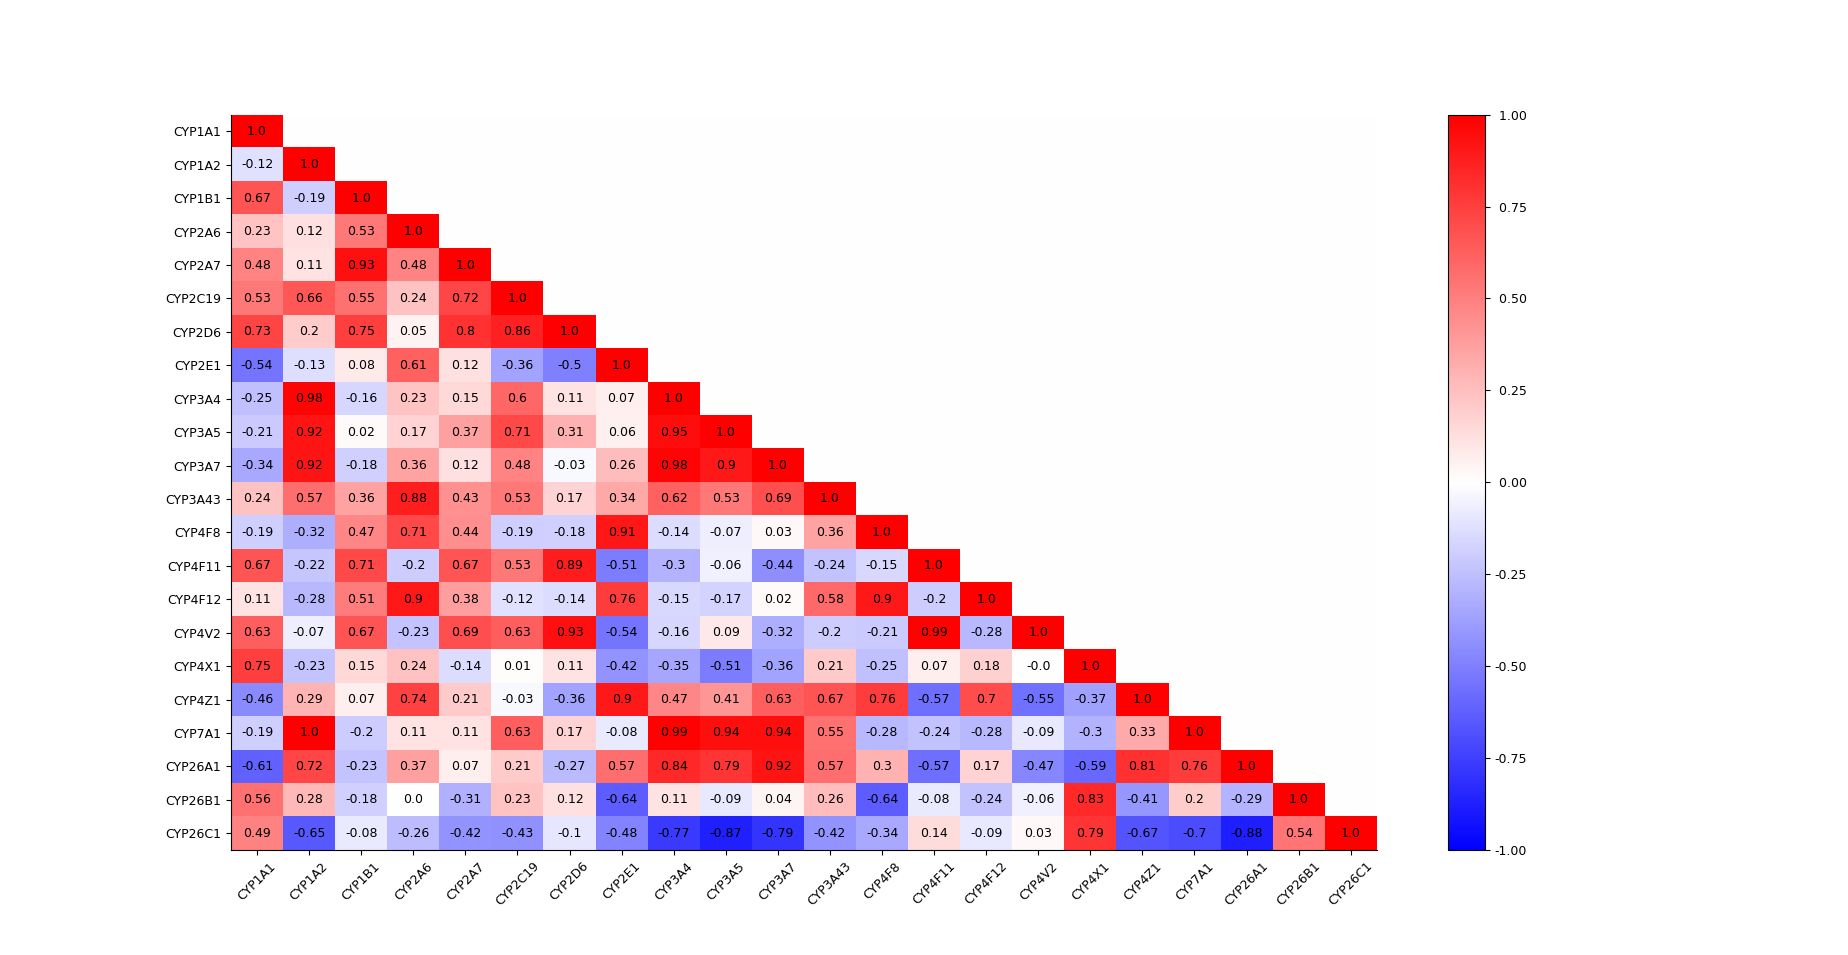 CYP1A1 1.0
CYP1A2 -0.12 1.0
CYP1B1 0.67 -0.19 1.0
CYP2A6 0.23 0.12 0.53 1.0
CYP2A7 0.48 0.11 0.93 0.48 1.0
CYP2C19 0.53 0.66 0.55 0.24 0.72 1.0
CYP2D6 0.73 0.2 0.75 0.05 0.8 0.86 1.0
CYP2E1 -0.54 -0.13 0.08 0.61 0.12 -0.36 -0.5 1.0
CYP3A4 -0.25 0.98 -0.16 0.23 0.15 0.6 0.11 0.07 1.0
CYP3A5 -0.21 0.92 0.02 0.17 0.37 0.71 0.31 0.06 0.95 1.0
CYP3A7 -0.34 0.92 -0.18 0.36 0.12 0.48 -0.03 0.26 0.98 0.9 1.0
CYP3A43 0.24 0.57 0.36 0.88 0.43 0.53 0.17 0.34 0.62 0.53 0.69 1.0
CYP4F8 -0.19 -0.32 0.47 0.71 0.44 -0.19 -0.18 0.91 -0.14 -0.07 0.03 0.36 1.0
CYP4F11 0.67 -0.22 0.71 -0.2 0.67 0.53 0.89 -0.51 -0.3 -0.06 -0.44 -0.24 -0.15 1.0
CYP4F12 0.11 -0.28 0.51 0.9 0.38 -0.12 -0.14 0.76 -0.15 -0.17 0.02 0.58 0.9 -0.2 1.0
CYP4V2 0.63 -0.07 0.67 -0.23 0.69 0.63 0.93 -0.54 -0.16 0.09 -0.32 -0.2 -0.21 0.99 -0.28 1.0
CYP4X1 0.75 -0.23 0.15 0.24 -0.14 0.01 0.11 -0.42 -0.35 -0.51 -0.36 0.21 -0.25 0.07 0.18 -0.0 1.0
CYP4Z1 -0.46 0.29 0.07 0.74 0.21 -0.03 -0.36 0.9 0.47 0.41 0.63 0.67 0.76 -0.57 0.7 -0.55 -0.37 1.0
CYP7A1 -0.19 1.0 -0.2 0.11 0.11 0.63 0.17 -0.08 0.99 0.94 0.94 0.55 -0.28 -0.24 -0.28 -0.09 -0.3 0.33 1.0
CYP26A1 -0.61 0.72 -0.23 0.37 0.07 0.21 -0.27 0.57 0.84 0.79 0.92 0.57 0.3 -0.57 0.17 -0.47 -0.59 0.81 0.76 1.0
CYP26B1 0.56 0.28 -0.18 0.0 -0.31 0.23 0.12 -0.64 0.11 -0.09 0.04 0.26 -0.64 -0.08 -0.24 -0.06 0.83 -0.41 0.2 -0.29 1.0
CYP26C1 0.49 -0.65 -0.08 -0.26 -0.42 -0.43 -0.1 -0.48 -0.77 -0.87 -0.79 -0.42 -0.34 0.14 -0.09 0.03 0.79 -0.67 -0.7 -0.88 0.54 1.0
CYP1A1 CYP1A2 CYP1B1 CYP2A6 CYP2A7 CYP2C19 CYP2D6 CYP2E1 CYP3A4 CYP3A5 CYP3A7 CYP3A43 CYP4F8 CYP4F11 CYP4F12 CYP4V2 CYP4X1 CYP4Z1 CYP7A1 CYP26A1 CYP26B1 CYP26C1
1.00
0.75
0.50
0.25
0.00
-0.25
-0.50
-0.75
-1.00